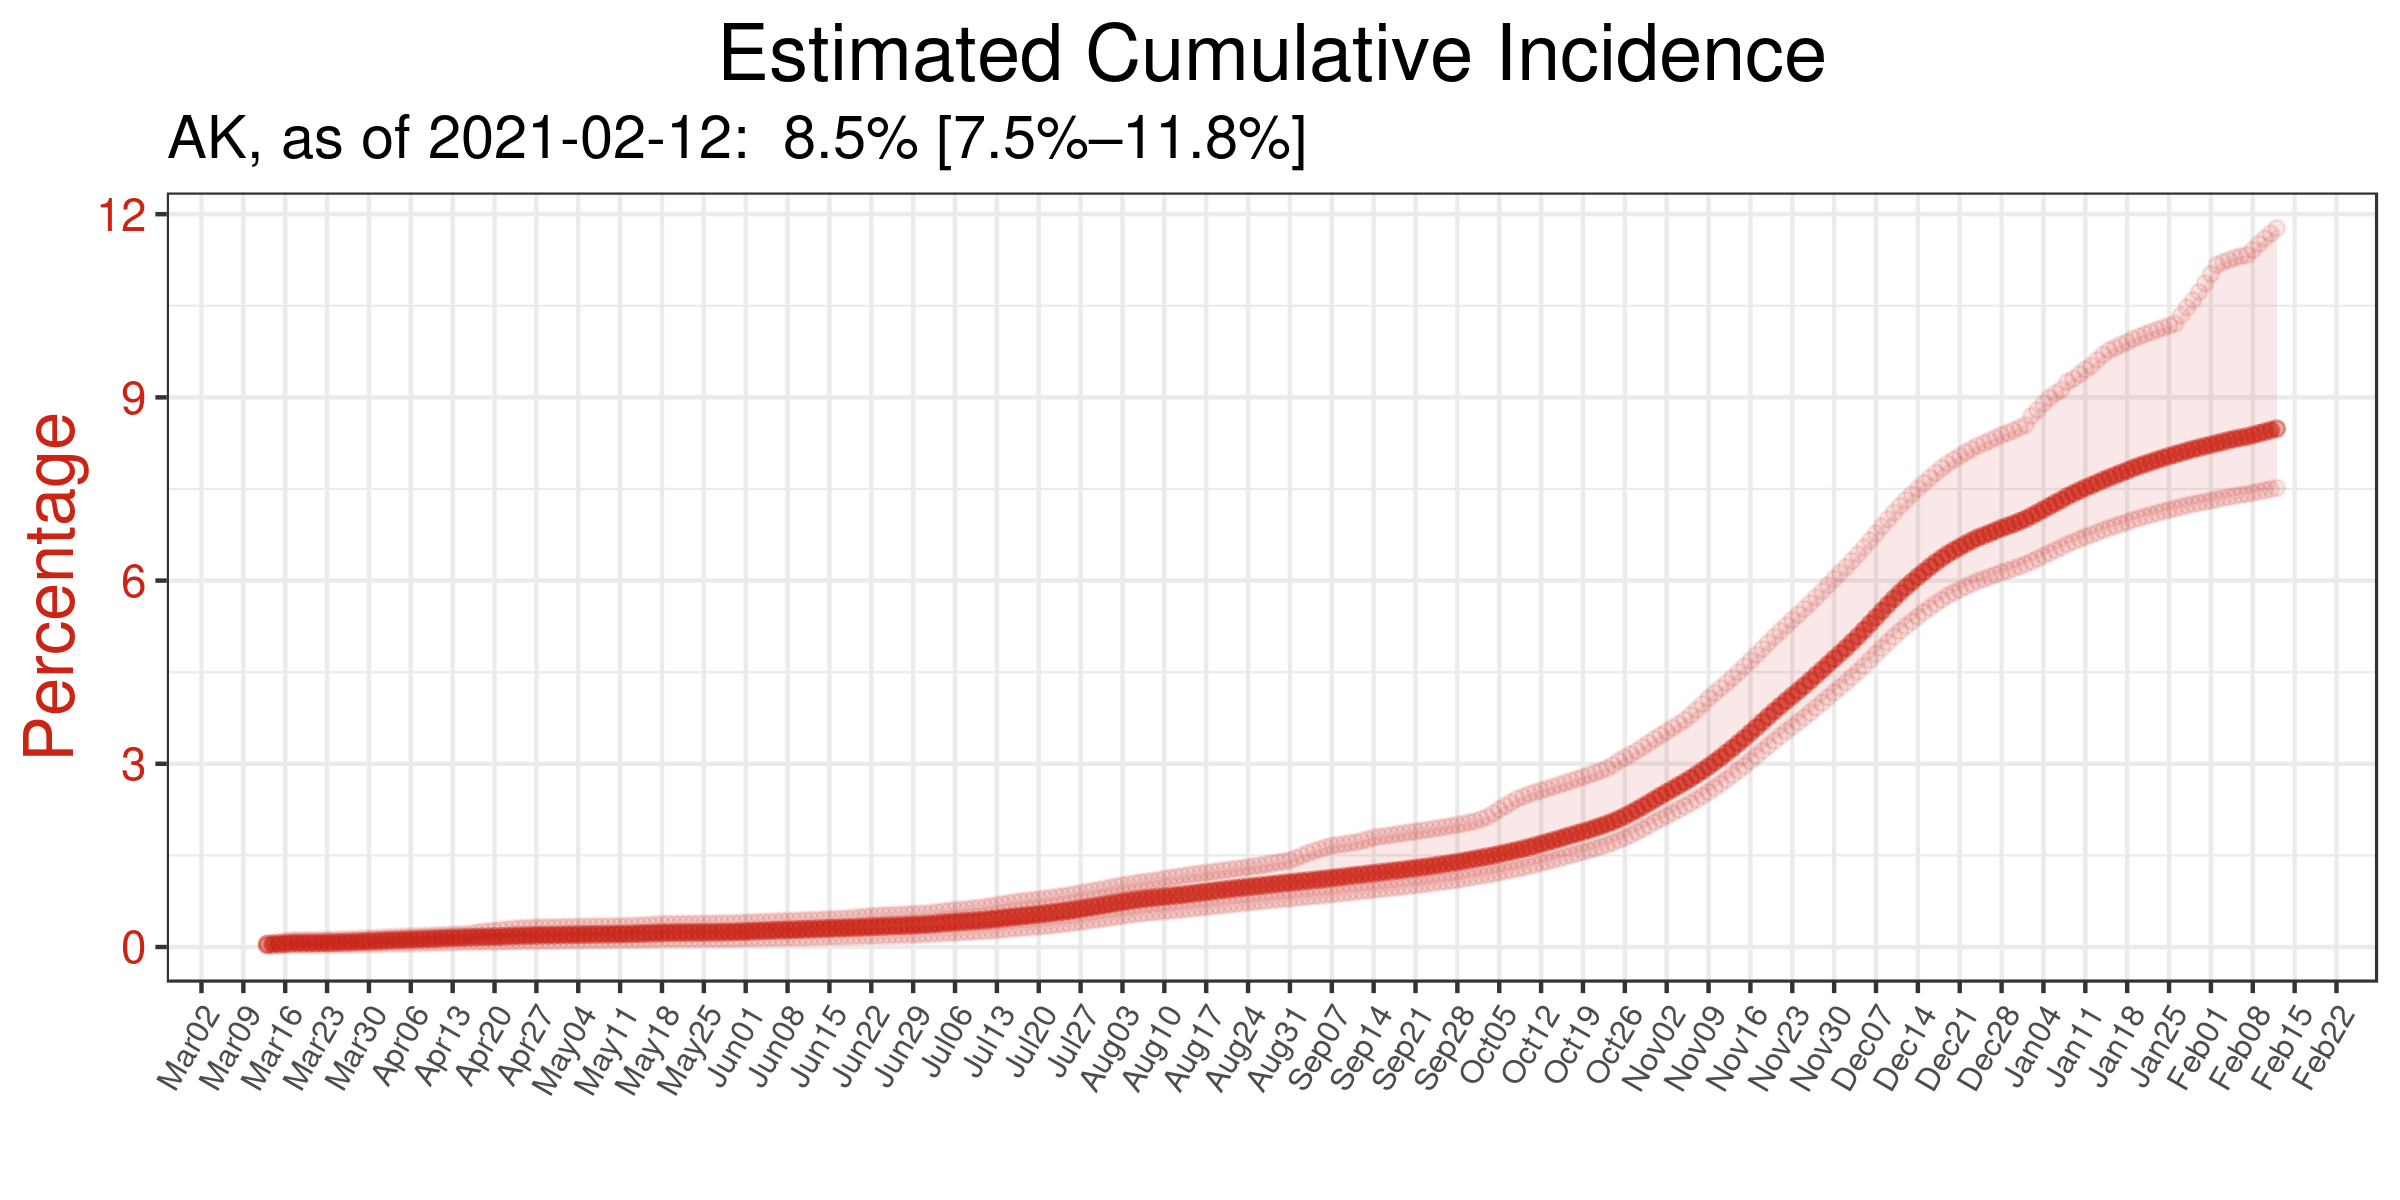 Estimated Cumulative Incidence
AK, as of 2021-02-12:  8.5% [7.5%–11.8%]
Percentage
12
9
6
3
0
Mar02 Mar09 Mar16 Mar23 Mar30 Apr06 Apr13 Apr20 Apr27 May04 May11 May18 May25 Jun01 Jun08 Jun15 Jun22 Jun29 Jul06 Jul13 Jul20 Jul27 Aug03 Aug10 Aug17 Aug24 Aug31 Sep07 Sep14 Sep21 Sep28 Oct05 Oct12 Oct19 Oct26 Nov02 Nov09 Nov16 Nov23 Nov30 Dec07 Dec14 Dec21 Dec28 Jan04 Jan11 Jan18 Jan25 Feb01 Feb08 Feb15 Feb22